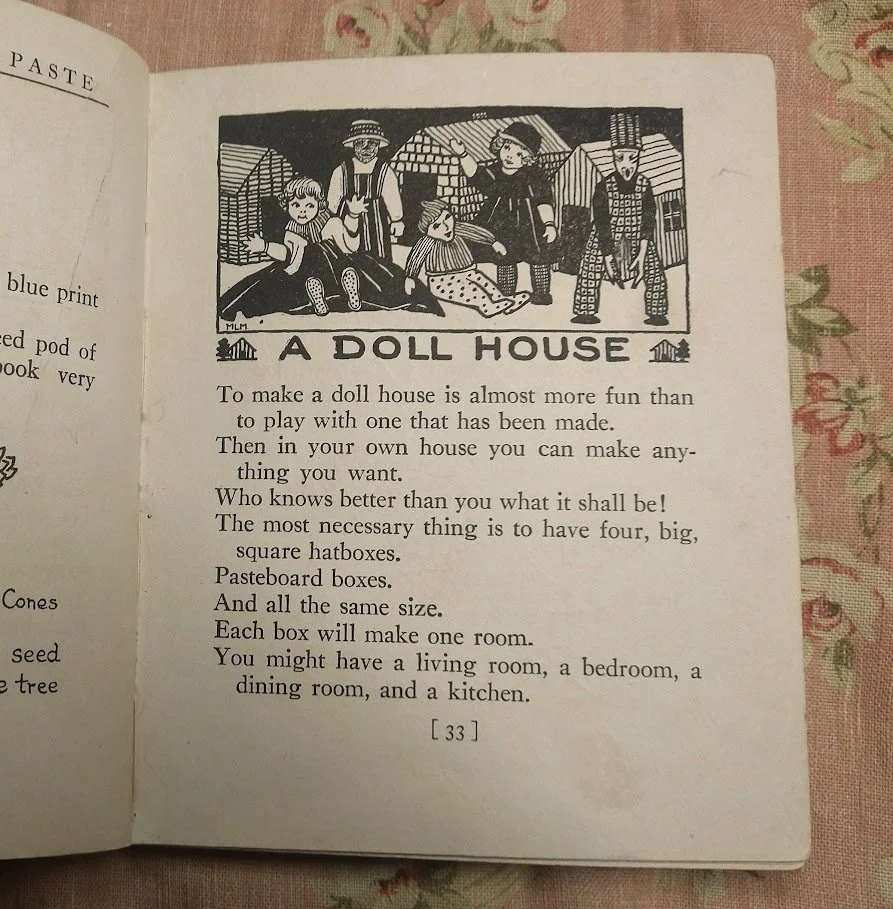 PASTE
blue print
eed pod of
book very
Cones
seed
e tree
MLM
A DOLL HOUSE
To make a doll house is almost more fun than
to play with one that has been made.
Then in your own house you can make any-
thing you want.
Who knows better than you what it shall be!
The most necessary thing is to have four, big,
square hatboxes.
Pasteboard boxes.
And all the same size.
Each box will make one room.
You might have a living room, a bedroom, a
dining room, and a kitchen.
[ 33 ]